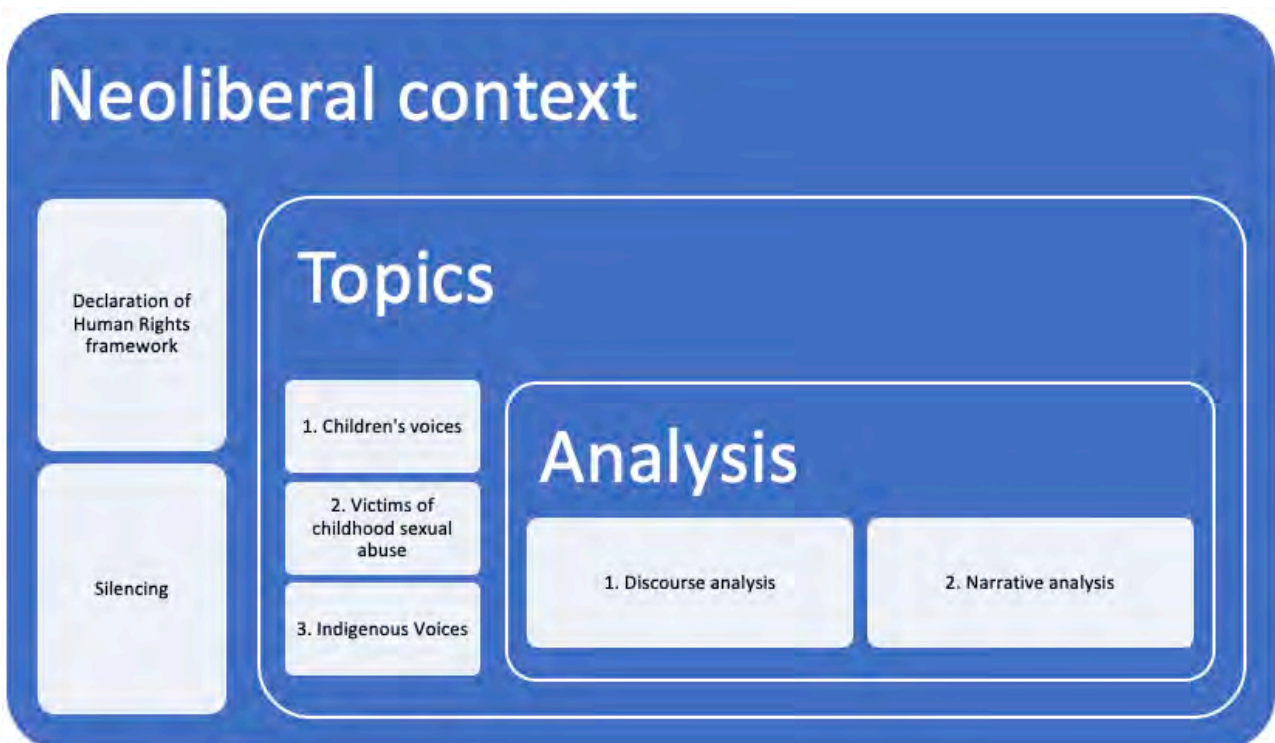 Neoliberal context
Declaration of
Human Rights
framework
Silencing
Topics
1. Children's voices
2. Victims of
childhood sexual
abuse
3. Indigenous Voices
Analysis
1. Discourse analysis
2. Narrative analysis